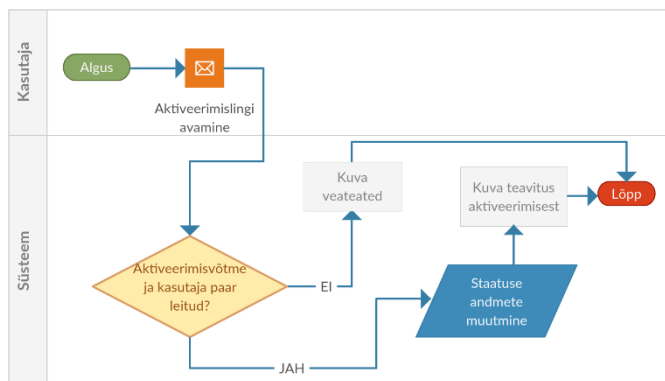 Kasutaja
Algus
Aktiveerimislingi
avamine
Süsteem
Kuva
veateated
Kuva teavitus
aktiveerimisest
Lõpp
Aktiveerimisvõtme
ja kasutaja paar
leitud?
EI
Staatuse
andmete
muutmine
JAH